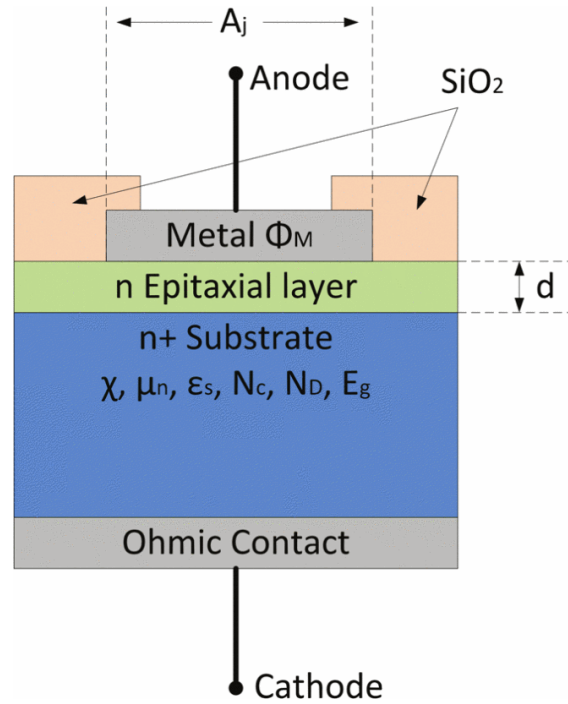 Aj
Anode
SiO2
Metal ΦM
n Epitaxial layer
d
n+ Substrate
χ, μn, εs, Nc, ND, Eg
Ohmic Contact
Cathode